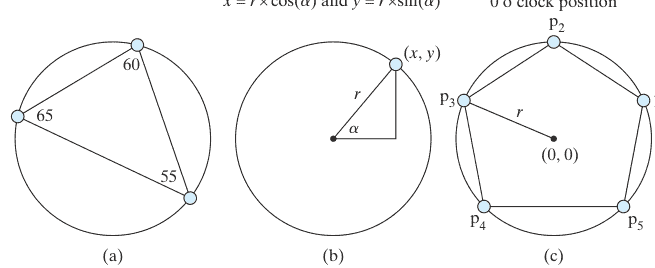 x = r × cos(α) and y = r × sin(α)
0 o'clock position
p2
60
(x, y)
r
p3
65
α
r
(0, 0)
55
p4
p5
(a)
(b)
(c)